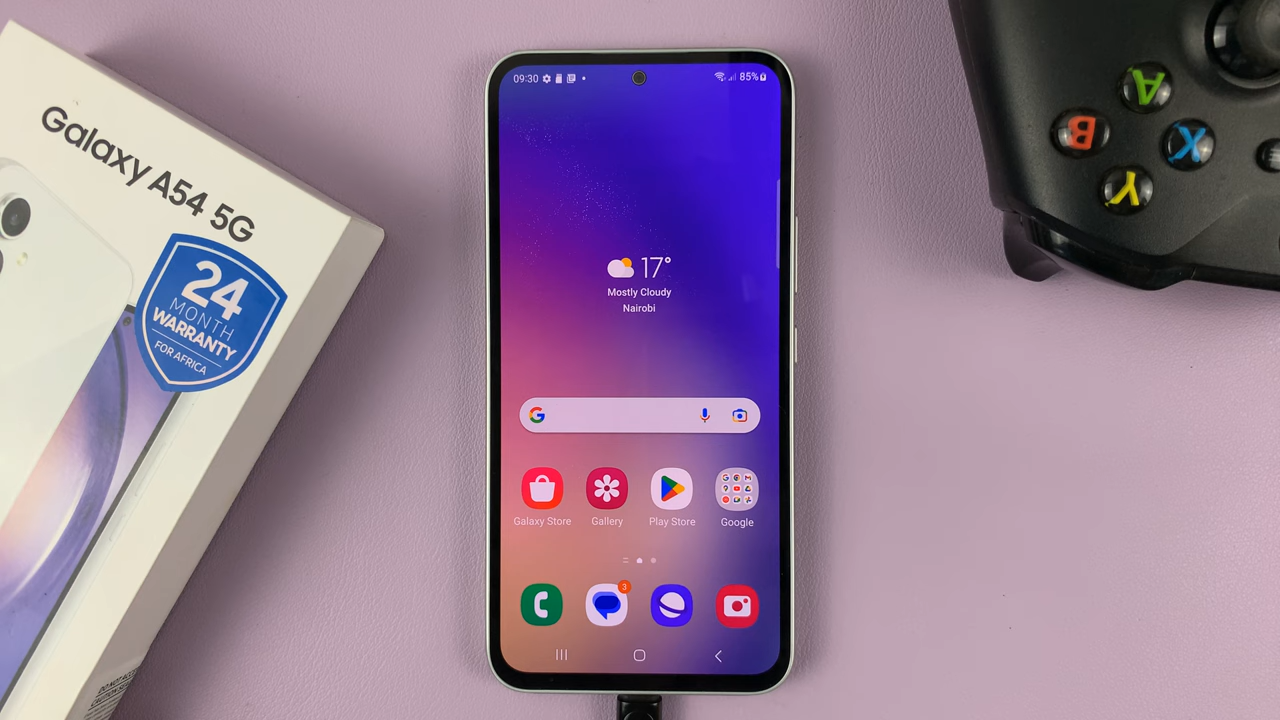 Galaxy A54 5G
24
MONTH
WARRANTY
FOR AFRICA
09:30
85%
17°
Mostly Cloudy
Nairobi
G
Galaxy Store
Gallery
Play Store
Google
3
A
B
X
Y